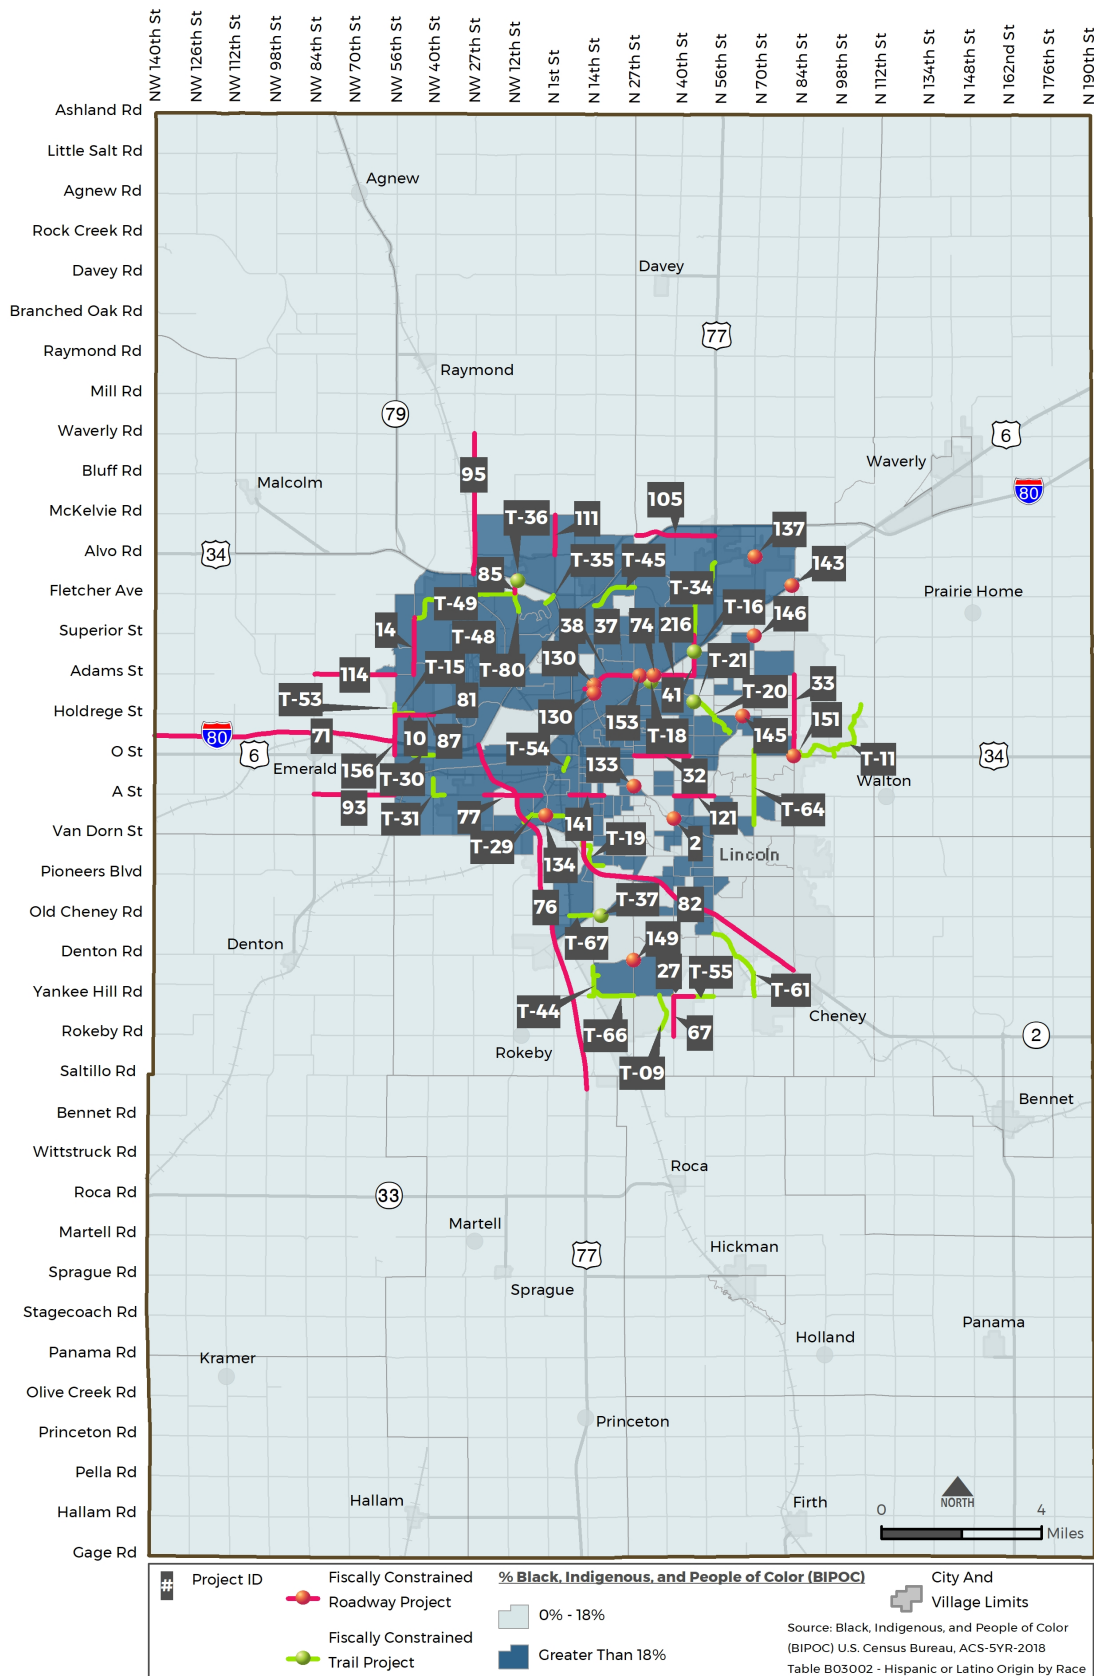 NW 140th St
NW 126th St
NW 112th St
NW 98th St
NW 84th St
NW 70th St
NW 56th St
NW 40th St
NW 27th St
NW 12th St
N 1st St
N 14th St
N 27th St
N 40th St
N 56th St
N 70th St
N 84th St
N 98th St
N 112th St
N 134th St
N 148th St
N 162nd St
N 176th St
N 190th St
Ashland Rd
Little Salt Rd
Agnew Rd
Rock Creek Rd
Davey Rd
Branched Oak Rd
Raymond Rd
Mill Rd
Waverly Rd
Bluff Rd
McKelvie Rd
Alvo Rd
Fletcher Ave
Superior St
Adams St
Holdrege St
O St
A St
Van Dorn St
Pioneers Blvd
Old Cheney Rd
Denton Rd
Yankee Hill Rd
Rokeby Rd
Saltillo Rd
Bennet Rd
Wittstruck Rd
Roca Rd
Martell Rd
Sprague Rd
Stagecoach Rd
Panama Rd
Olive Creek Rd
Princeton Rd
Pella Rd
Hallam Rd
Gage Rd
Agnew
Davey
77
Raymond
79
6
Waverly
95
Malcolm
80
105
T-36
111
137
34
T-35
T-45
143
85
T-34
Prairie Home
T-49
T-16
146
14
T-48
38
37
74
216
T-80
130
T-15
T-21
114
41
33
T-53
81
T-20
130
153
151
80
71
10
87
T-18
145
6
T-54
34
Emerald
156
T-30
133
32
T-11
Walton
93
T-31
77
141
121
T-64
T-29
T-19
2
Lincoln
134
76
T-37
82
T-67
149
Denton
27
T-55
T-61
T-44
Cheney
T-66
67
2
Rokeby
T-09
Bennet
Roca
33
Martell
Hickman
77
Sprague
Panama
Holland
Kramer
Princeton
Hallam
Firth
NORTH
0
4
Miles
#
Project ID
Fiscally Constrained
Roadway Project
Fiscally Constrained
Trail Project
% Black, Indigenous, and People of Color (BIPOC)
0% - 18%
Greater Than 18%
City And
Village Limits
Source: Black, Indigenous, and People of Color
(BIPOC) U.S. Census Bureau, ACS-5YR-2018
Table B03002 - Hispanic or Latino Origin by Race